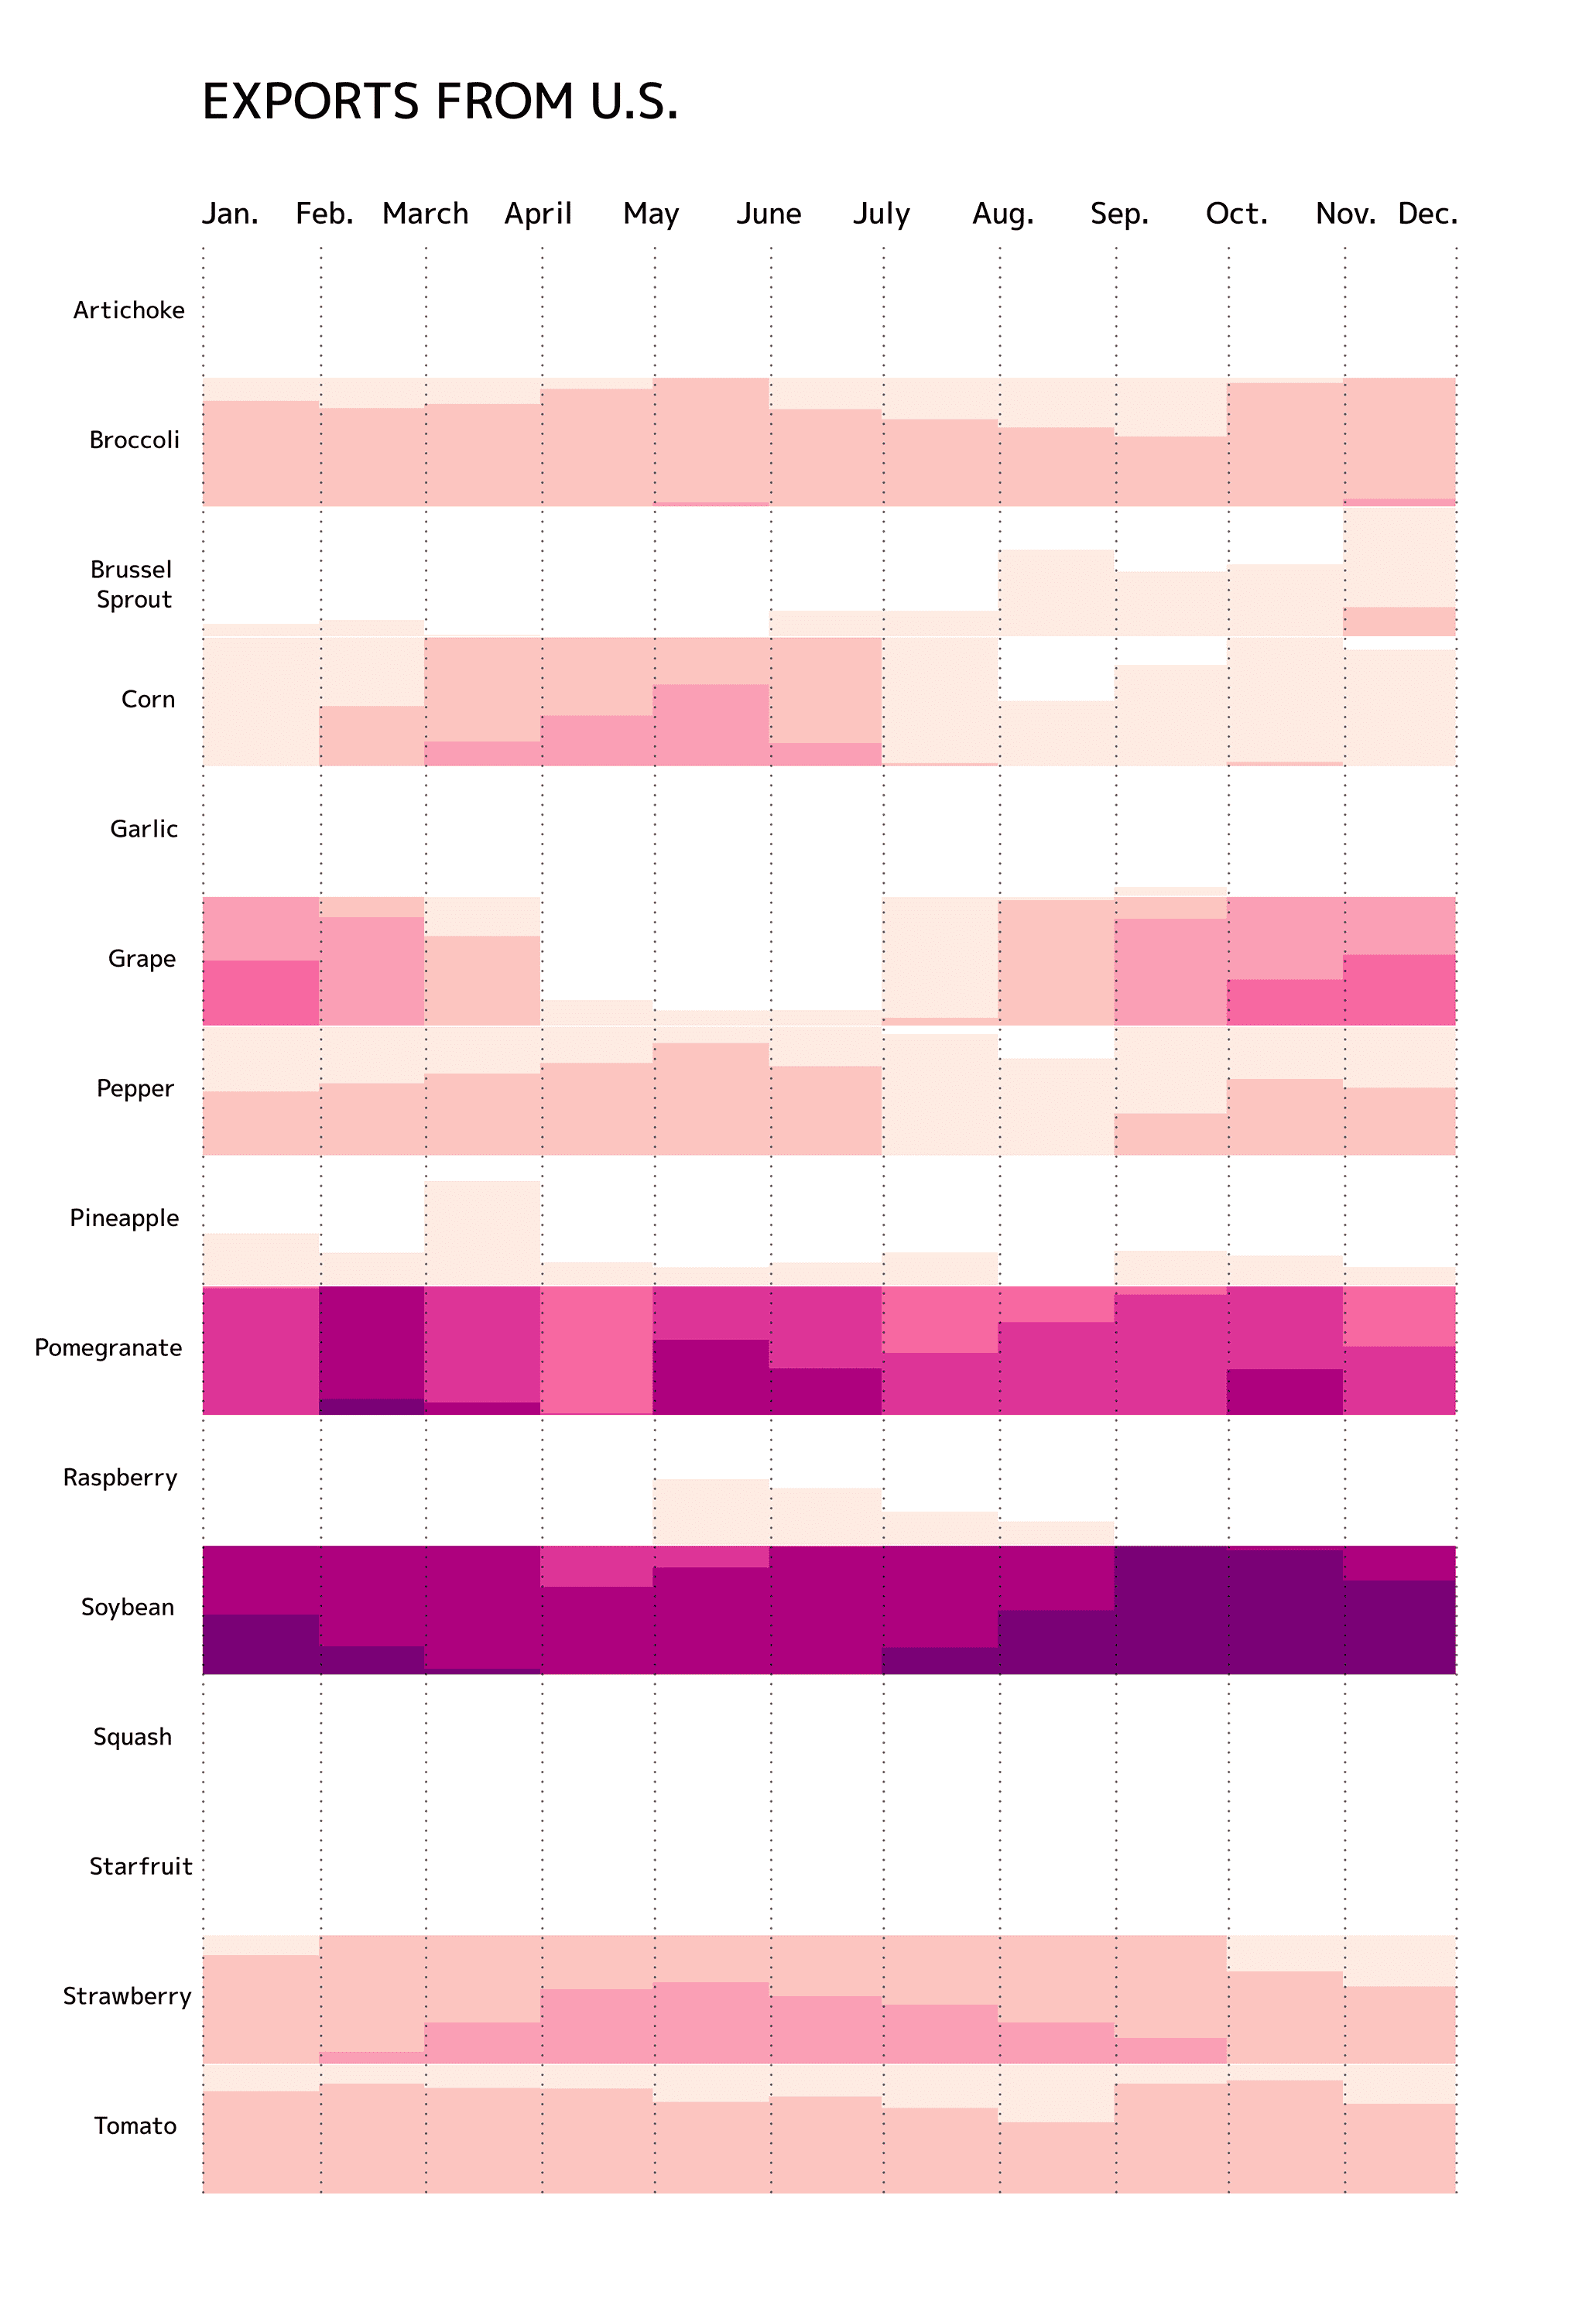 EXPORTS FROM U.S.
Jan. Feb. March April May June July Aug. Sep. Oct. Nov. Dec.
Artichoke
Broccoli
Brussel
Sprout
Corn
Garlic
Grape
Pepper
Pineapple
Pomegranate
Raspberry
Soybean
Squash
Starfruit
Strawberry
Tomato